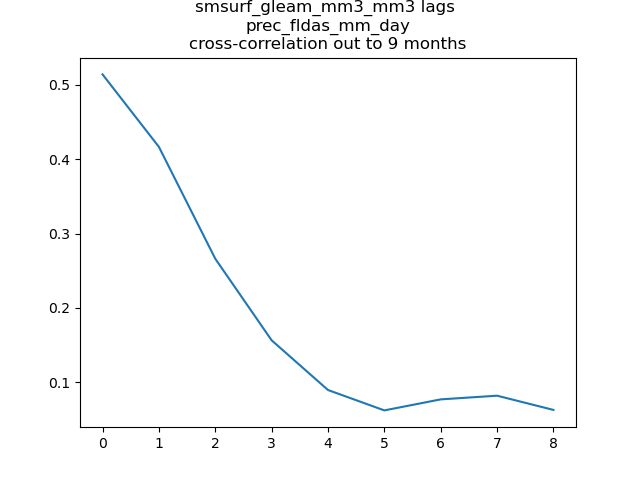 smsurf_gleam_mm3_mm3 lags
prec_fldas_mm_day
cross-correlation out to 9 months
0.5
0.4
0.3
0.2
0.1
0 1 2 3 4 5 6 7 8